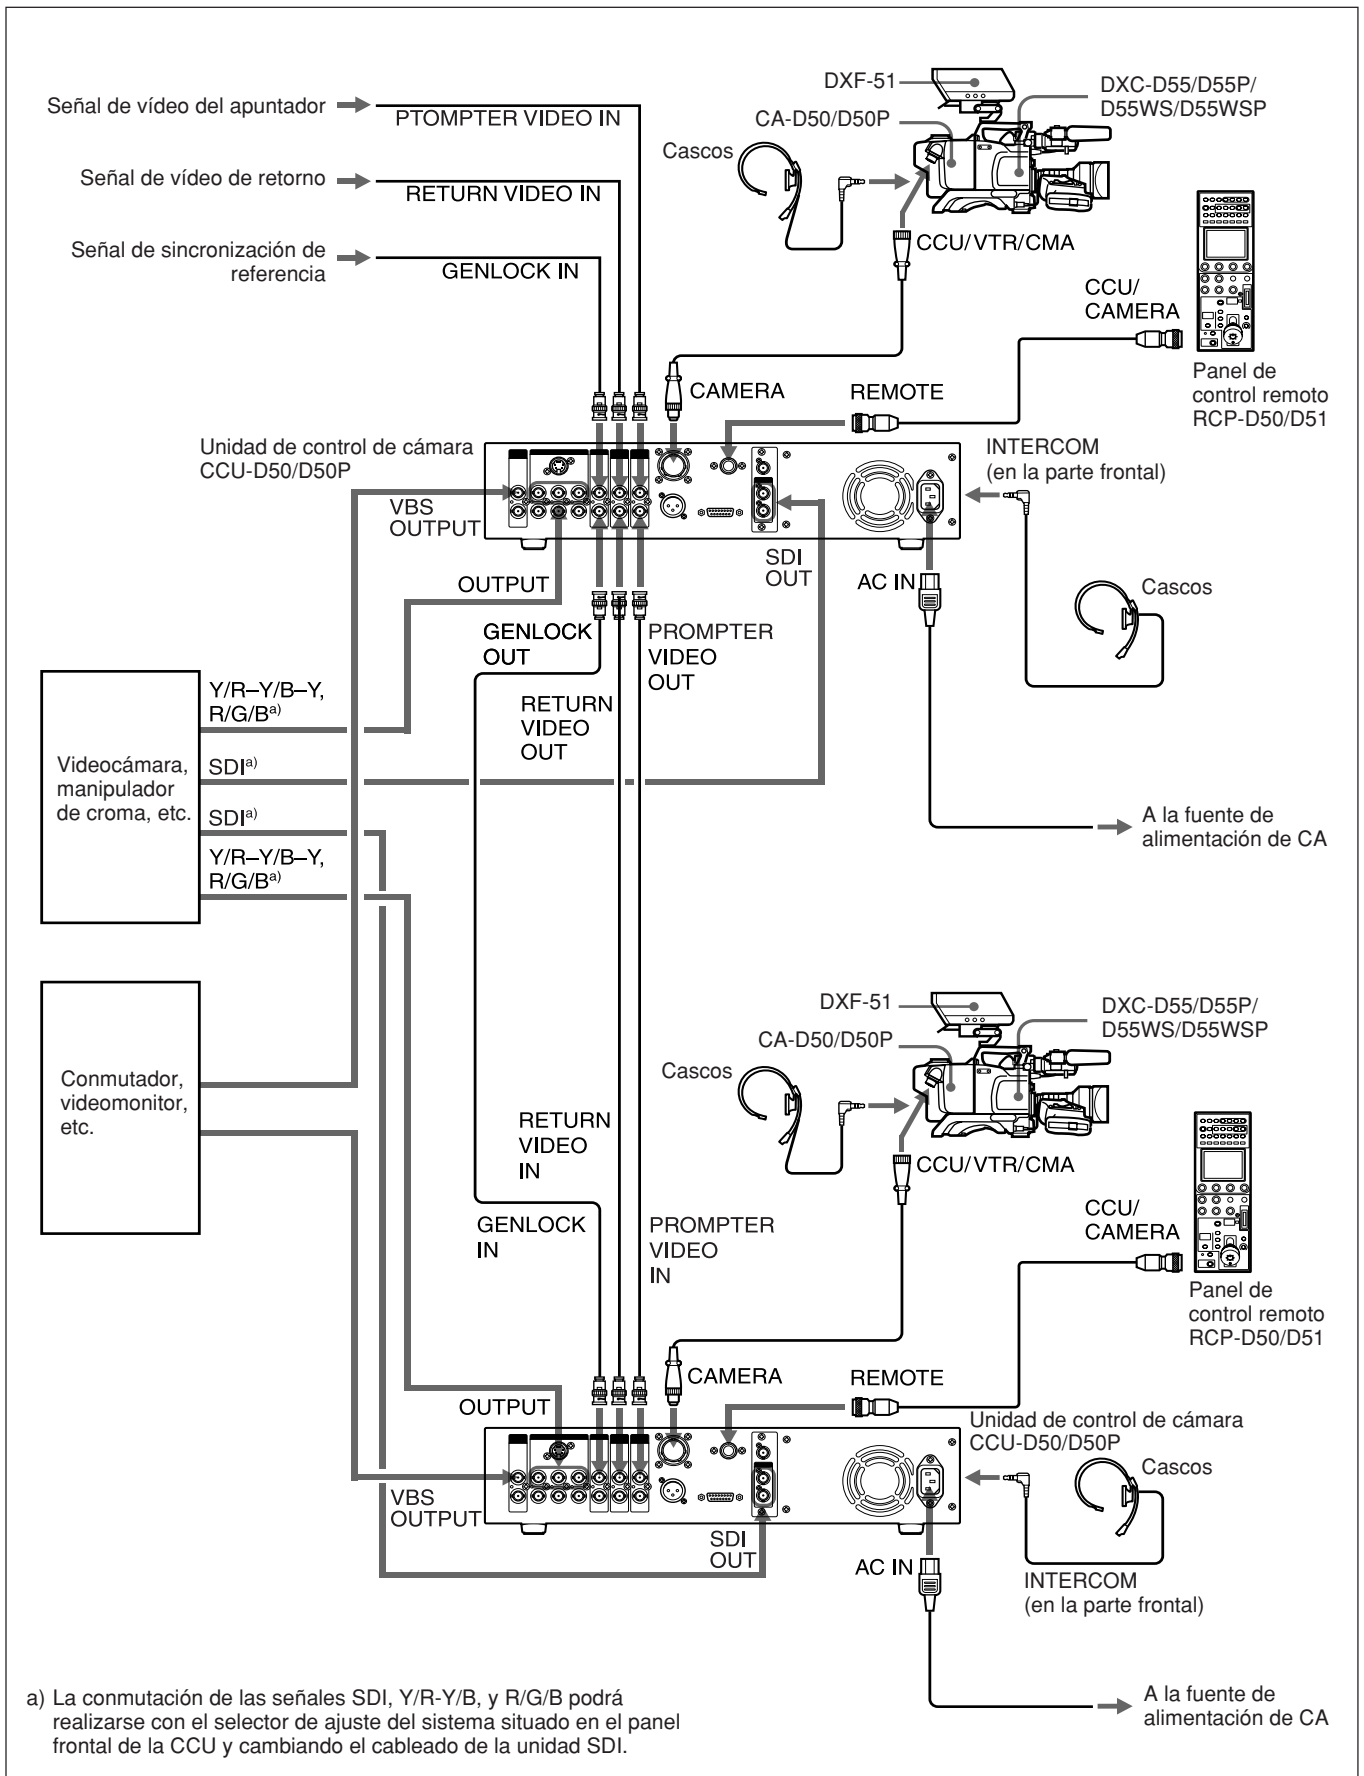 Señal de vídeo del apuntador
PTOMPTER VIDEO IN
Señal de vídeo de retorno
RETURN VIDEO IN
Señal de sincronización de
referencia
GENLOCK IN
DXF-51
CA-D50/D50P
Cascos
DXC-D55/D55P/
D55WS/D55WSP
CCU/VTR/CMA
CCU/
CAMERA
Panel de
control remoto
RCP-D50/D51
CAMERA
REMOTE
Unidad de control de cámara
CCU-D50/D50P
INTERCOM
(en la parte frontal)
VBS
OUTPUT
OUTPUT
SDI
OUT
AC IN
Cascos
GENLOCK
OUT
PROMPTER
VIDEO
OUT
RETURN
VIDEO
OUT
Y/R–Y/B–Y,
R/G/Ba)
SDIa)
SDIa)
Y/R–Y/B–Y,
R/G/Ba)
Videocámara,
manipulador
de croma, etc.
A la fuente de
alimentación de CA
Conmutador,
videomonitor,
etc.
DXF-51
CA-D50/D50P
Cascos
DXC-D55/D55P/
D55WS/D55WSP
CCU/VTR/CMA
RETURN
VIDEO
IN
GENLOCK
IN
PROMPTER
VIDEO
IN
CCU/
CAMERA
Panel de
control remoto
RCP-D50/D51
CAMERA
REMOTE
OUTPUT
Unidad de control de cámara
CCU-D50/D50P
Cascos
VBS
OUTPUT
SDI
OUT
AC IN
INTERCOM
(en la parte frontal)
A la fuente de
alimentación de CA
a) La conmutación de las señales SDI, Y/R-Y/B, y R/G/B podrá
realizarse con el selector de ajuste del sistema situado en el panel
frontal de la CCU y cambiando el cableado de la unidad SDI.